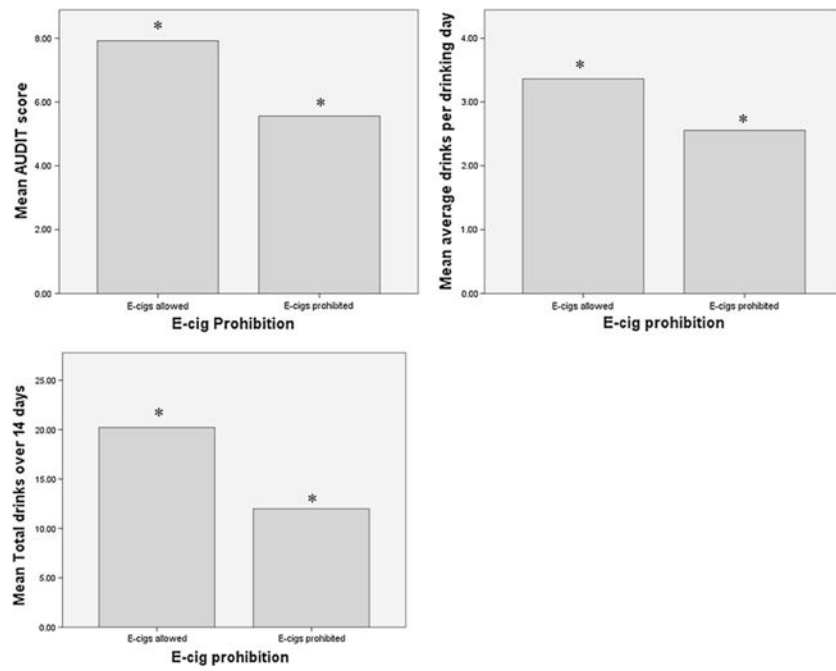 Mean AUDIT score
8.00
6.00
4.00
2.00
0.00
*
*
E-cigs allowed
E-cigs prohibited
E-cig Prohibition
Mean average drinks per drinking day
4.00
3.00
2.00
1.00
0.00
*
*
E-cigs allowed
E-cigs prohibited
E-cig prohibition
Mean Total drinks over 14 days
25.00
20.00
15.00
10.00
5.00
0.00
*
*
E-cigs allowed
E-cigs prohibited
E-cig prohibition